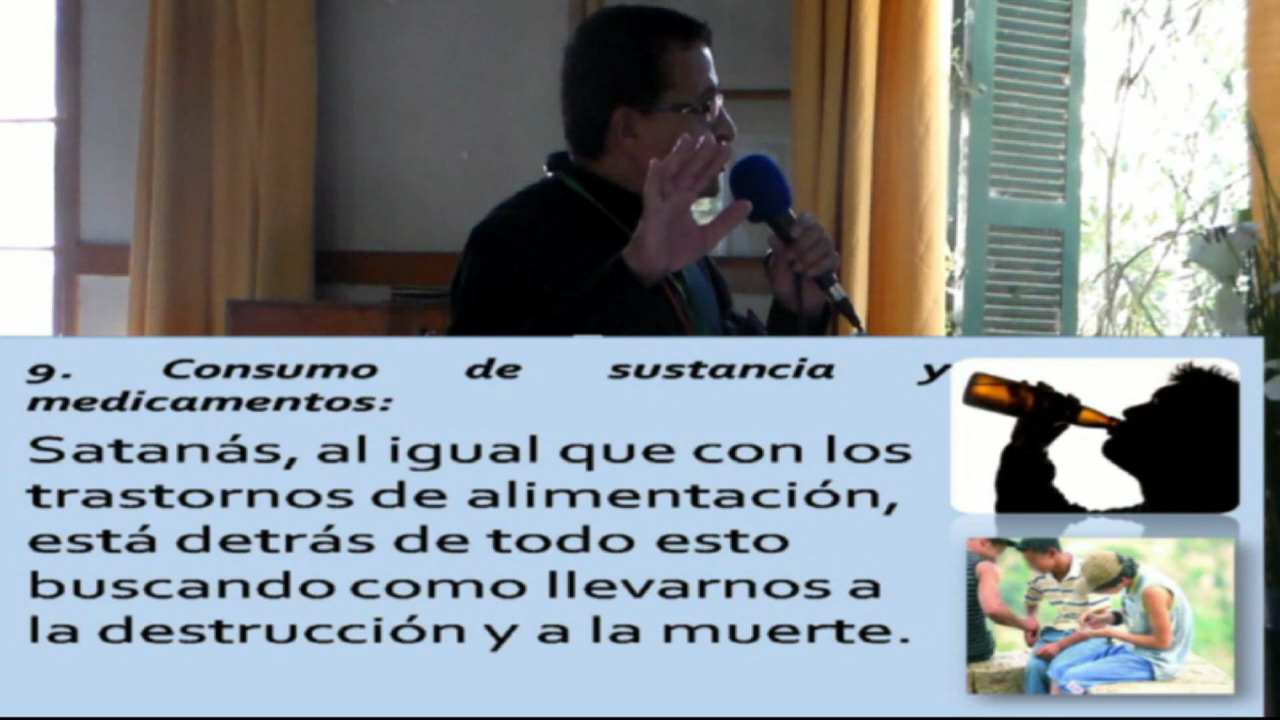 9. Consumo de sustancia y
medicamentos:
Satanás, al igual que con los
trastornos de alimentación,
está detrás de todo esto
buscando como llevarnos a
la destrucción y a la muerte.